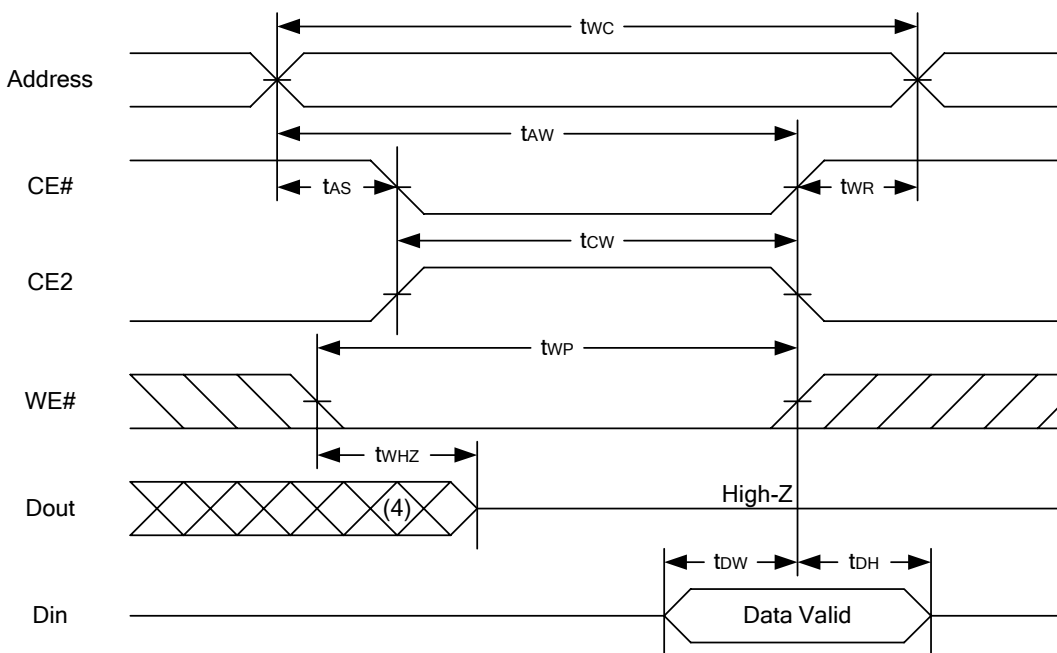 tWC
Address
tAW
CE#
tAS
tWR
tCW
CE2
tWP
WE#
tWHZ
Dout
(4)
High-Z
tDW
tDH
Din
Data Valid